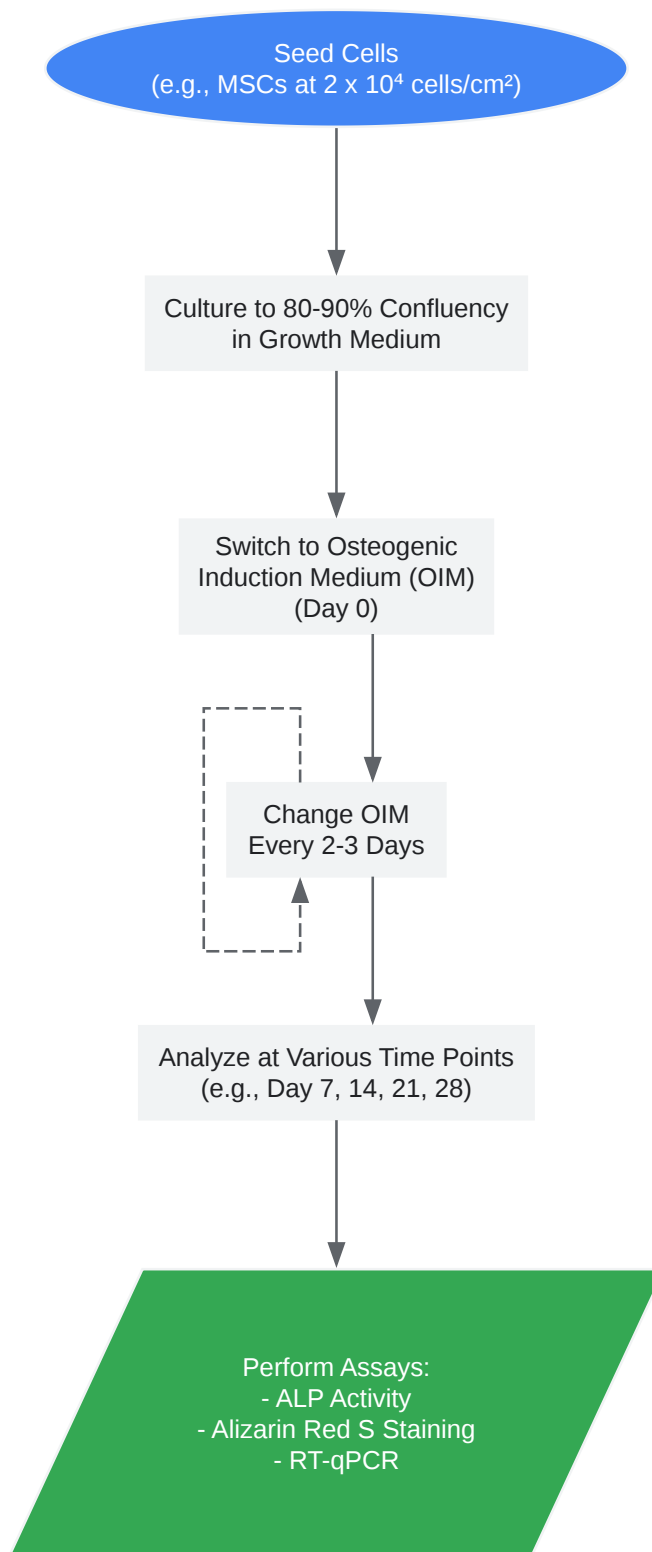 Seed Cells
(e.g., MSCs at 2 x 10⁴ cells/cm²)
Culture to 80-90% Confluency
in Growth Medium
Switch to Osteogenic
Induction Medium (OIM)
(Day 0)
Change OIM
Every 2-3 Days
Analyze at Various Time Points
(e.g., Day 7, 14, 21, 28)
Perform Assays:
- ALP Activity
- Alizarin Red S Staining
- RT-qPCR